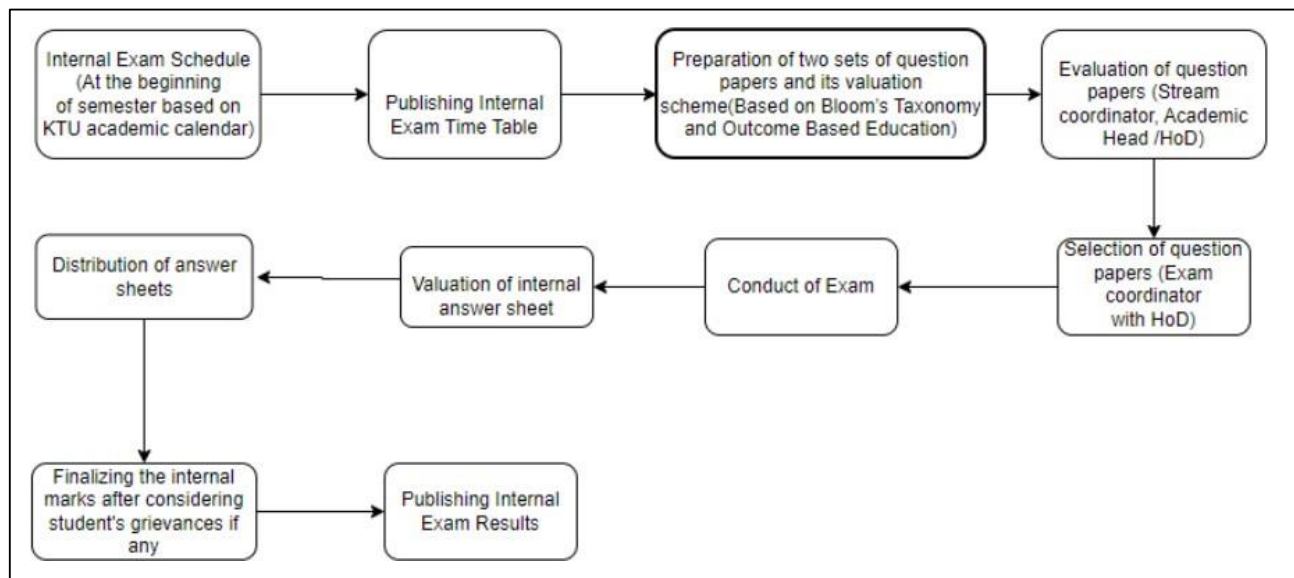 Internal Exam Schedule
(At the beginning
of semester based on
KTU academic calendar)
Publishing Internal
Exam Time Table
Preparation of two sets of question
papers and its valuation
scheme(Based on Bloom's Taxonomy
and Outcome Based Education)
Evaluation of question
papers (Stream
coordinator, Academic
Head /HoD)
Selection of question
papers (Exam
coordinator
with HoD)
Conduct of Exam
Valuation of internal
answer sheet
Distribution of answer
sheets
Finalizing the internal
marks after considering
student's grievances if
any
Publishing Internal
Exam Results